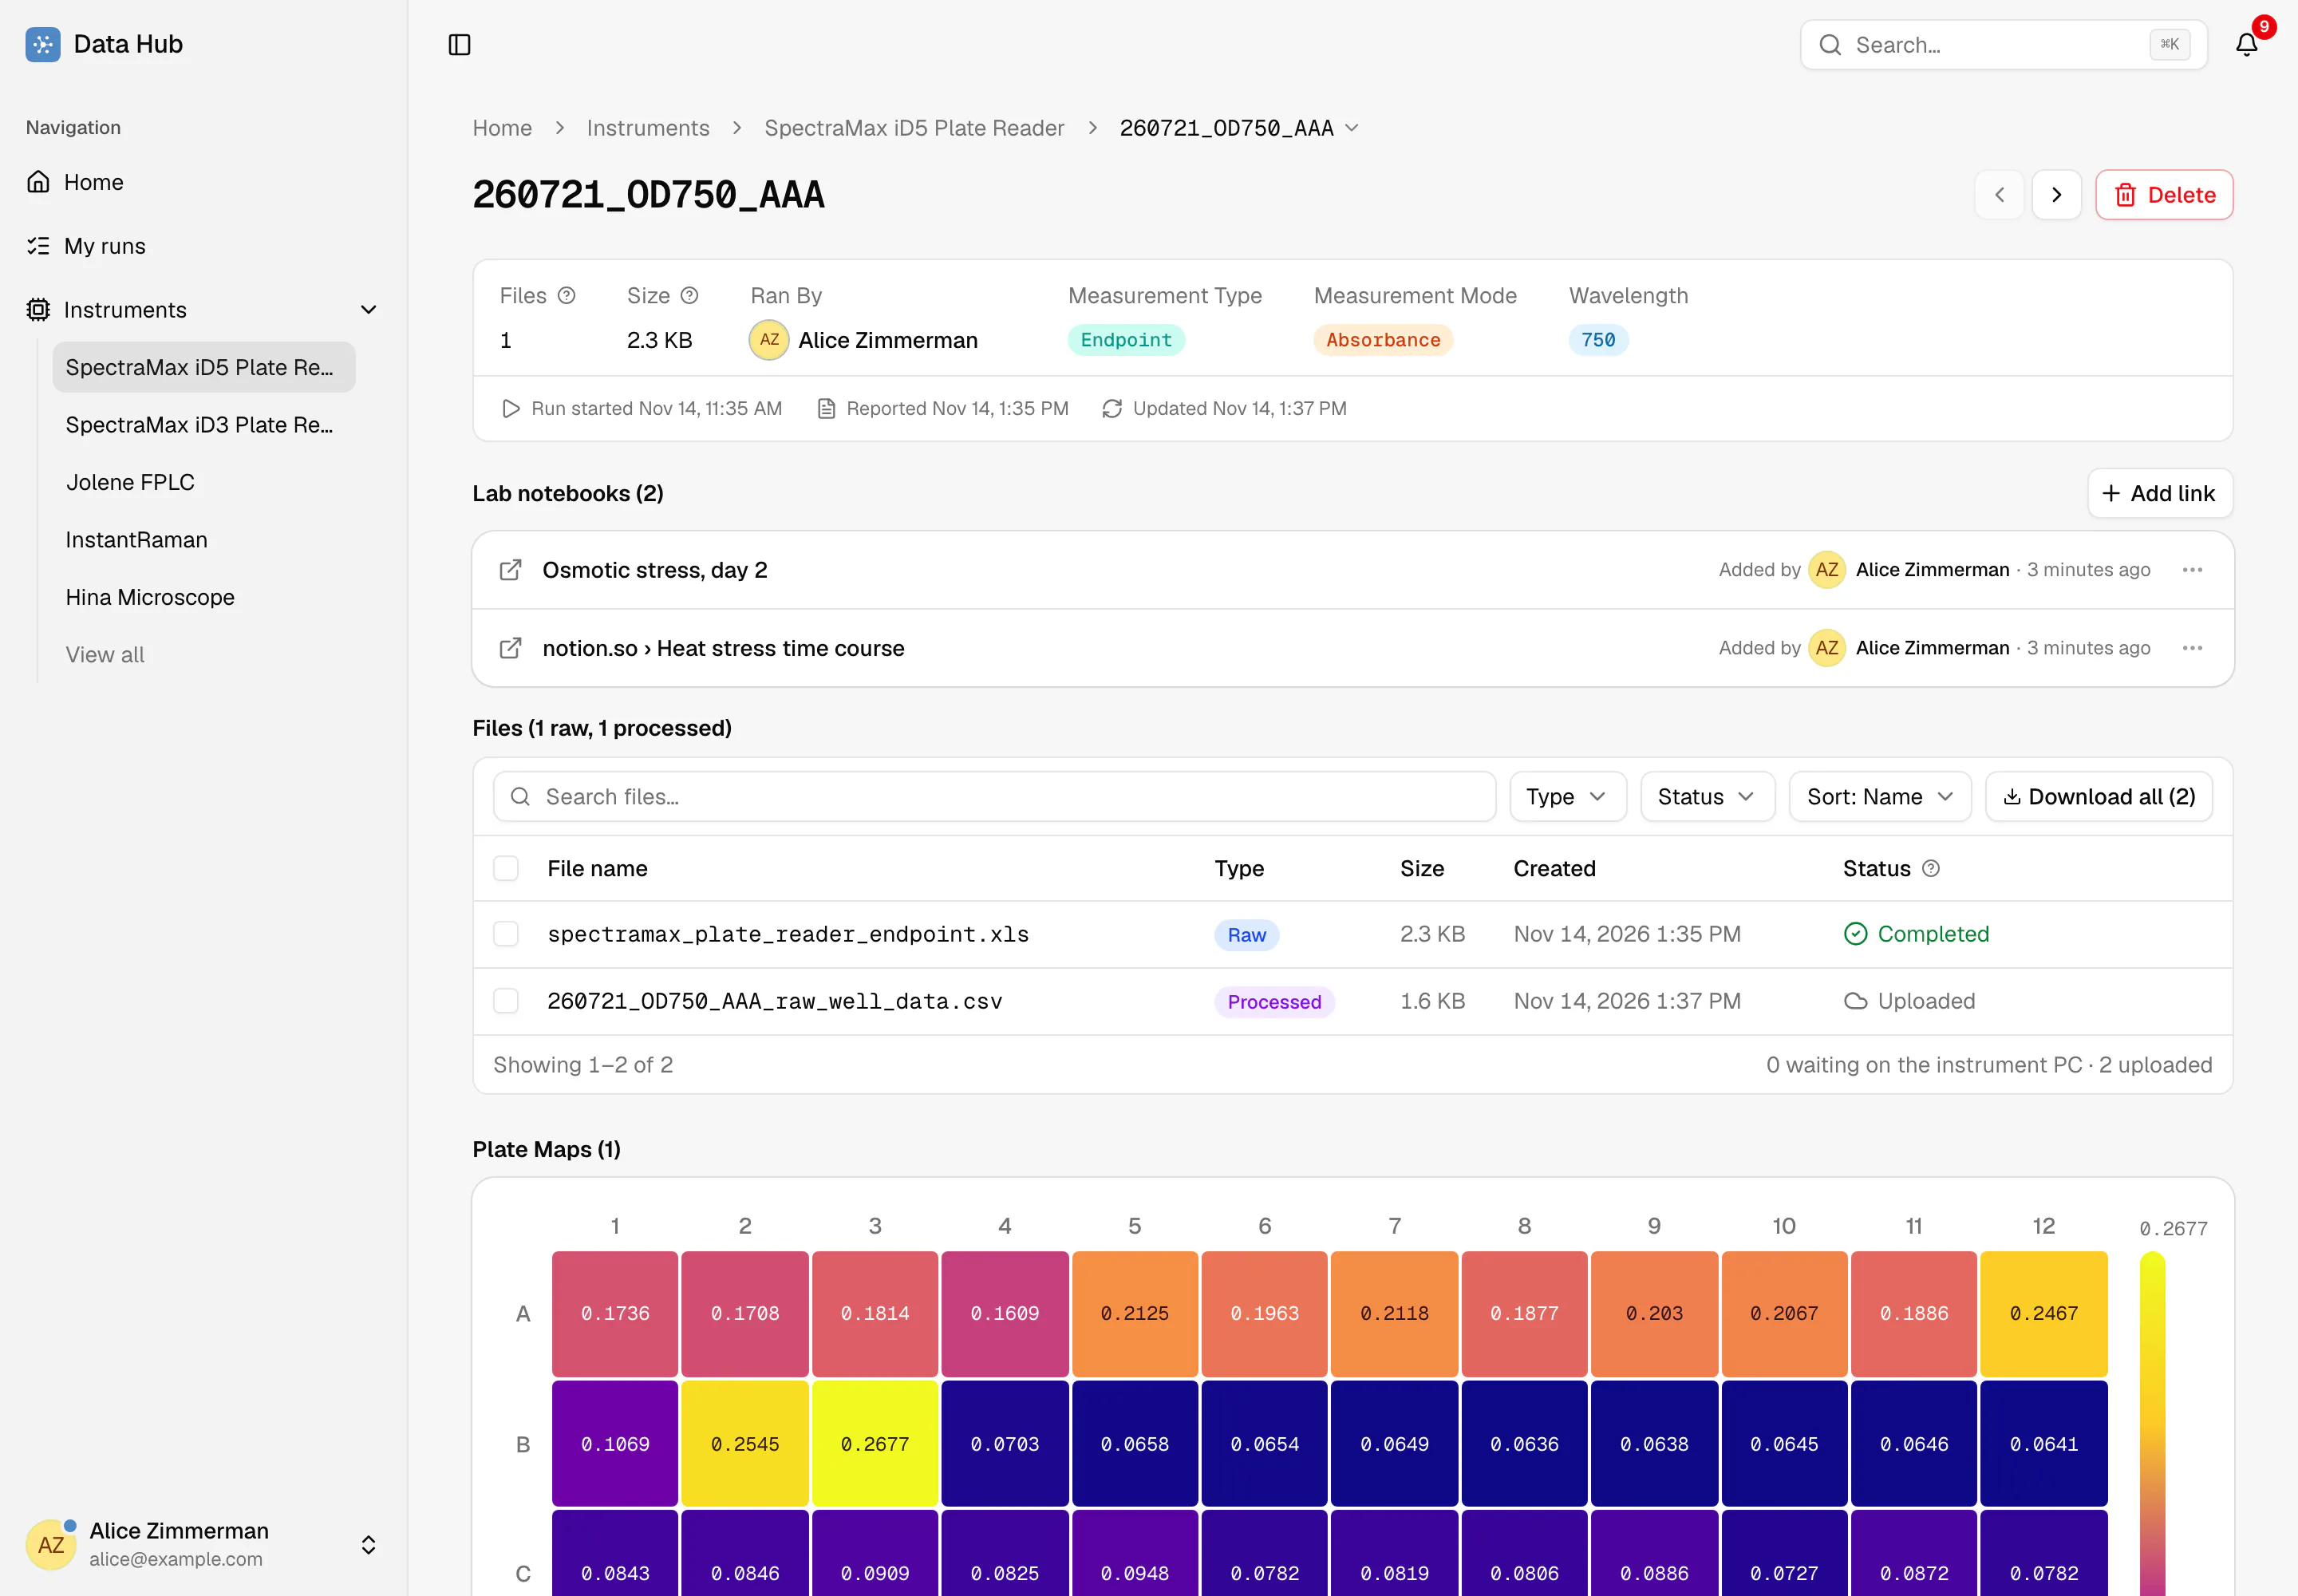 Data Hub
Search...
⌘K
9
Navigation
Home
My runs
Instruments
SpectraMax iD5 Plate Re...
SpectraMax iD3 Plate Re...
Jolene FPLC
InstantRaman
Hina Microscope
View all
Home > Instruments > SpectraMax iD5 Plate Reader > 260721_OD750_AAA
260721_OD750_AAA
Delete
Files Size Ran By Measurement Type Measurement Mode Wavelength
1 2.3 KB AZ Alice Zimmerman Endpoint Absorbance 750
Run started Nov 14, 11:35 AM Reported Nov 14, 1:35 PM Updated Nov 14, 1:37 PM
Lab notebooks (2)
Add link
Osmotic stress, day 2 Added by AZ Alice Zimmerman · 3 minutes ago
notion.so › Heat stress time course Added by AZ Alice Zimmerman · 3 minutes ago
Files (1 raw, 1 processed)
Search files... Type Status Sort: Name Download all (2)
File name Type Size Created Status
spectramax_plate_reader_endpoint.xls Raw 2.3 KB Nov 14, 2026 1:35 PM Completed
260721_OD750_AAA_raw_well_data.csv Processed 1.6 KB Nov 14, 2026 1:37 PM Uploaded
Showing 1–2 of 2 0 waiting on the instrument PC · 2 uploaded
Plate Maps (1)
1 2 3 4 5 6 7 8 9 10 11 12 0.2677
A 0.1736 0.1708 0.1814 0.1609 0.2125 0.1963 0.2118 0.1877 0.203 0.2067 0.1886 0.2467
B 0.1069 0.2545 0.2677 0.0703 0.0658 0.0654 0.0649 0.0636 0.0638 0.0645 0.0646 0.0641
C 0.0843 0.0846 0.0909 0.0825 0.0948 0.0782 0.0819 0.0806 0.0886 0.0727 0.0872 0.0782
AZ Alice Zimmerman
alice@example.com